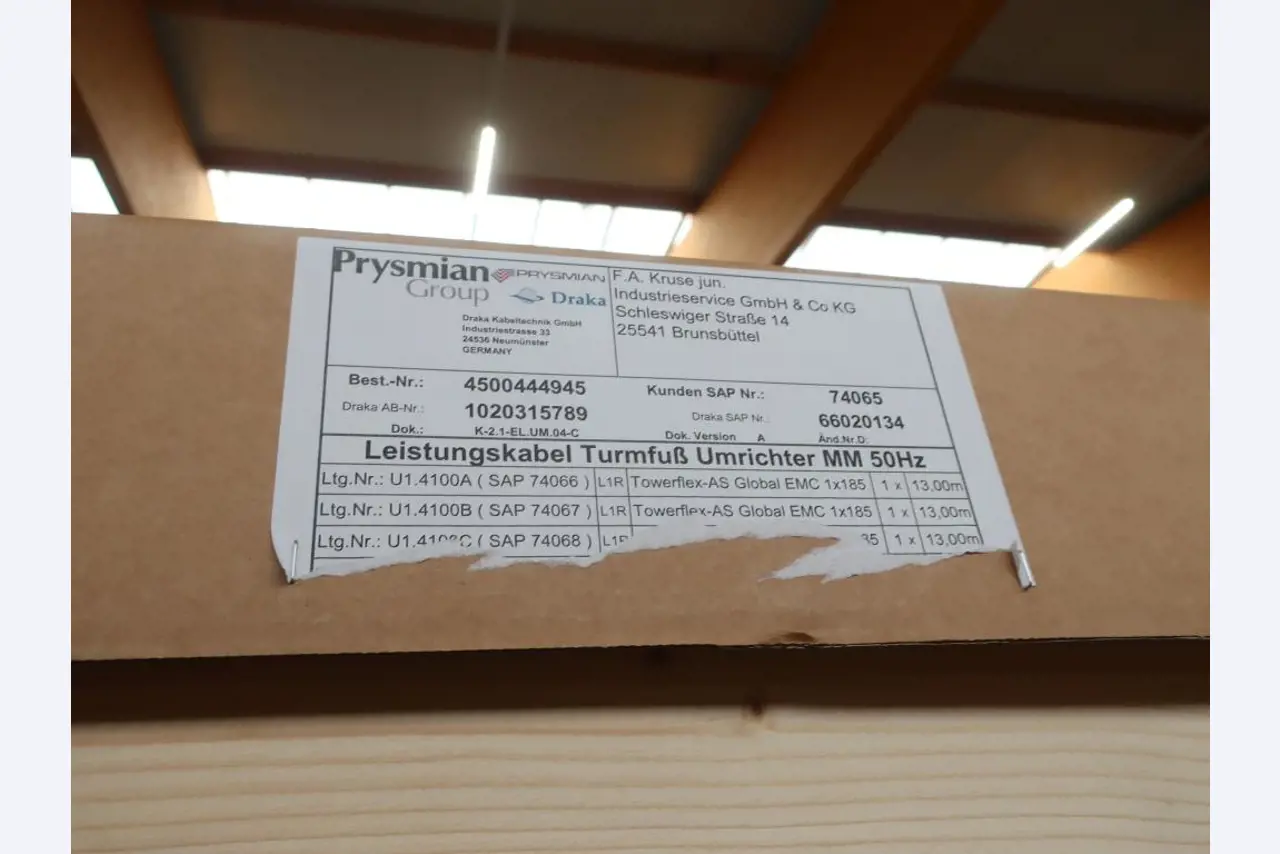 Prysmian
Group
PRYSMIAN
Draka
Draka Kabeltechnik GmbH
Industriestrasse 33
24536 Neumünster
GERMANY
F.A. Kruse jun.
Industrieservice GmbH & Co KG
Schleswiger Straße 14
25541 Brunsbüttel
Best.-Nr.: 4500444945 Kunden SAP Nr.: 74065
Draka AB-Nr.: 1020315789 Draka SAP Nr.: 66020134
Dok.: K-2.1-EL.UM.04-C Dok. Version A Änd.Nr.D:
Leistungskabel Turmfuß Umrichter MM 50Hz
Ltg.Nr.: U1.4100A ( SAP 74066 ) L1R Towerflex-AS Global EMC 1x185 1 x 13,00m
Ltg.Nr.: U1.4100B ( SAP 74067 ) L1R Towerflex-AS Global EMC 1x185 1 x 13,00m
Ltg.Nr.: ( SAP 74068 ) 1 x 13,00m